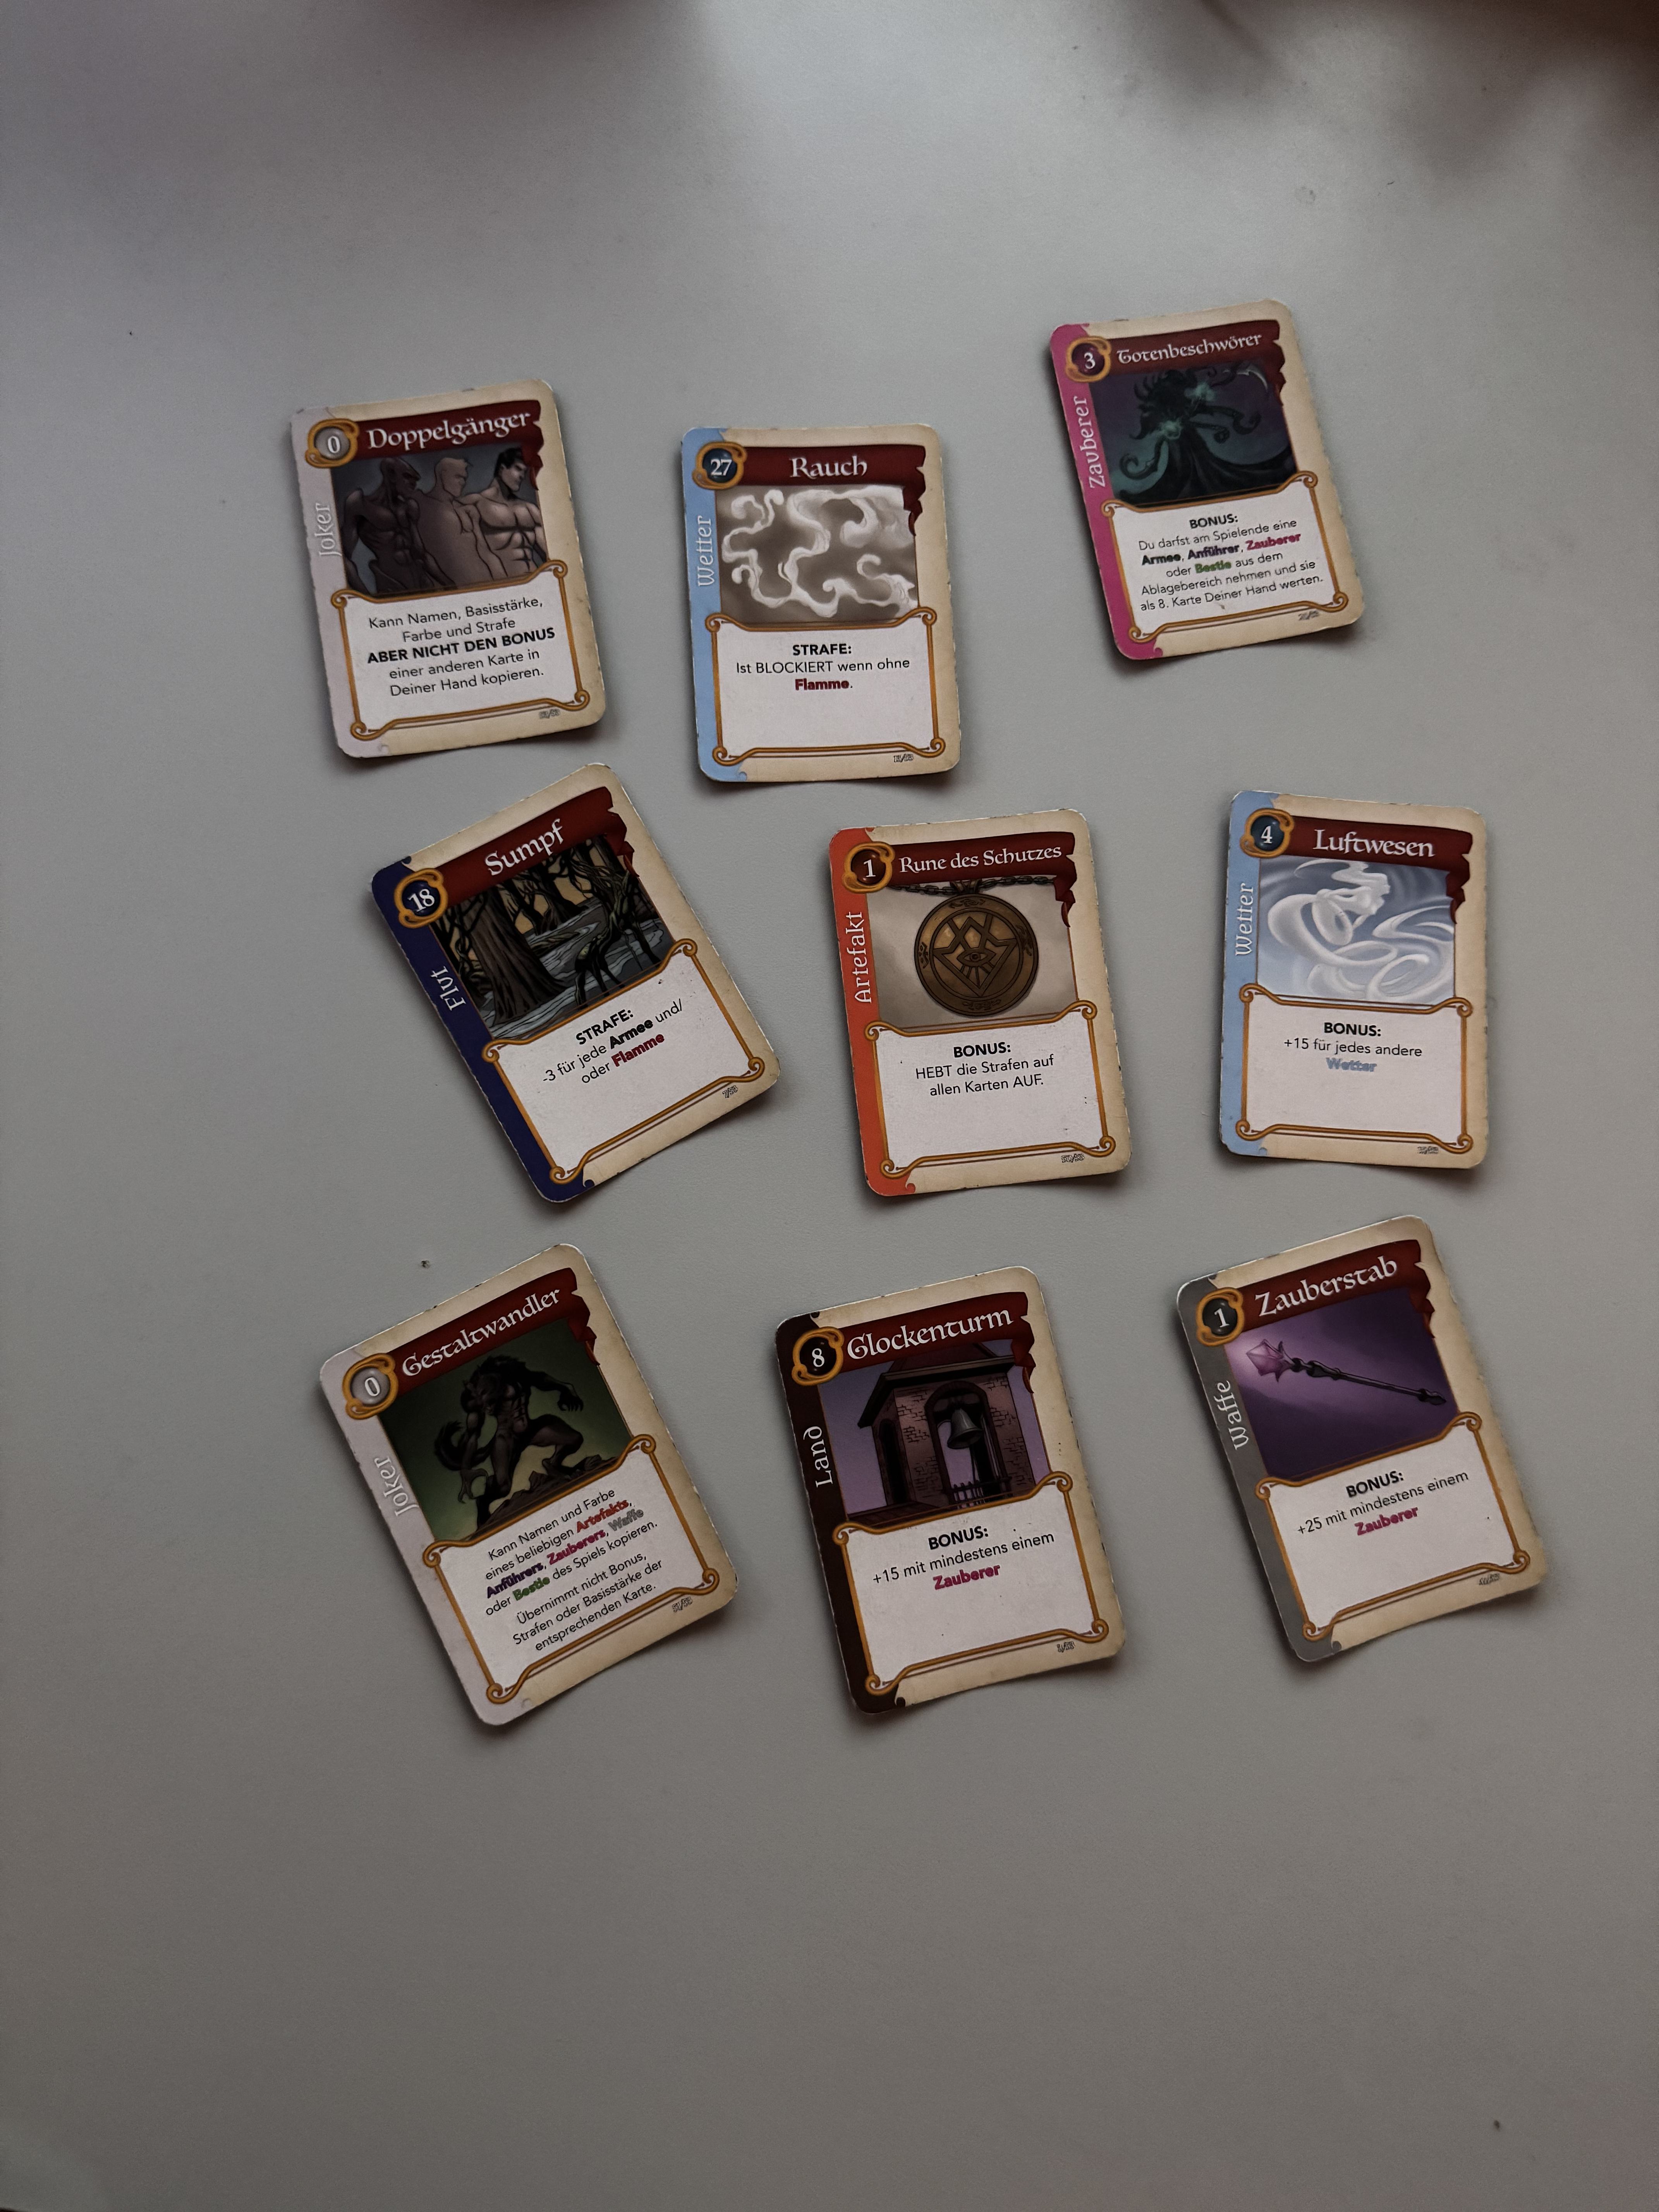 0
Doppelgänger
Joker
Kann Namen, Basisstärke,
Farbe und Strafe
ABER NICHT DEN BONUS
einer anderen Karte in
Deiner Hand kopieren.
27
Rauch
Wetter
STRAFE:
Ist BLOCKIERT wenn ohne
Flamme.
3
Totenbeschwörer
Zauberer
BONUS:
Du darfst am Spielende eine
Armee, Anführer, Zauberer
oder Bestie aus dem
Ablagebereich nehmen und sie
als 8. Karte Deiner Hand werten.
18
Sumpf
Flut
STRAFE:
-3 für jede Armee und/
oder Flamme
1
Rune des Schutzes
Artefakt
BONUS:
HEBT die Strafen auf
allen Karten AUF.
4
Luftwesen
Wetter
BONUS:
+15 für jedes andere
Wetter
0
Gestaltwandler
Joker
Kann Namen und Farbe
eines beliebigen Artefakts,
Anführers, Zauberers, Waffe
oder Bestie des Spiels kopieren.
Übernimmt nicht Bonus,
Strafen oder Basisstärke der
entsprechenden Karte.
8
Glockenturm
Land
BONUS:
+15 mit mindestens einem
Zauberer
1
Zauberstab
Waffe
BONUS:
+25 mit mindestens einem
Zauberer